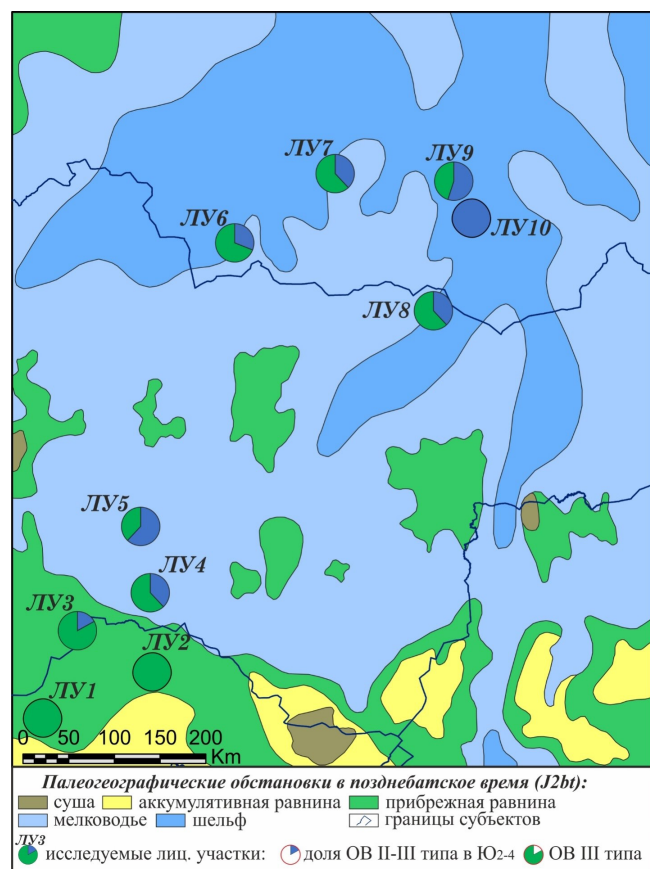 ЛУ7
ЛУ9
ЛУ6
ЛУ10
ЛУ8
ЛУ5
ЛУ4
ЛУ3
ЛУ2
ЛУ1
0 50 100 150 200
Km
Палеогеографические обстановки в позднебатское время (J2bt):
суша аккумулятивная равнина прибрежная равнина
мелководье шельф границы субъектов
ЛУ3
исследуемые лиц. участки: доля ОВ II-III типа в Ю2-4 ОВ III типа